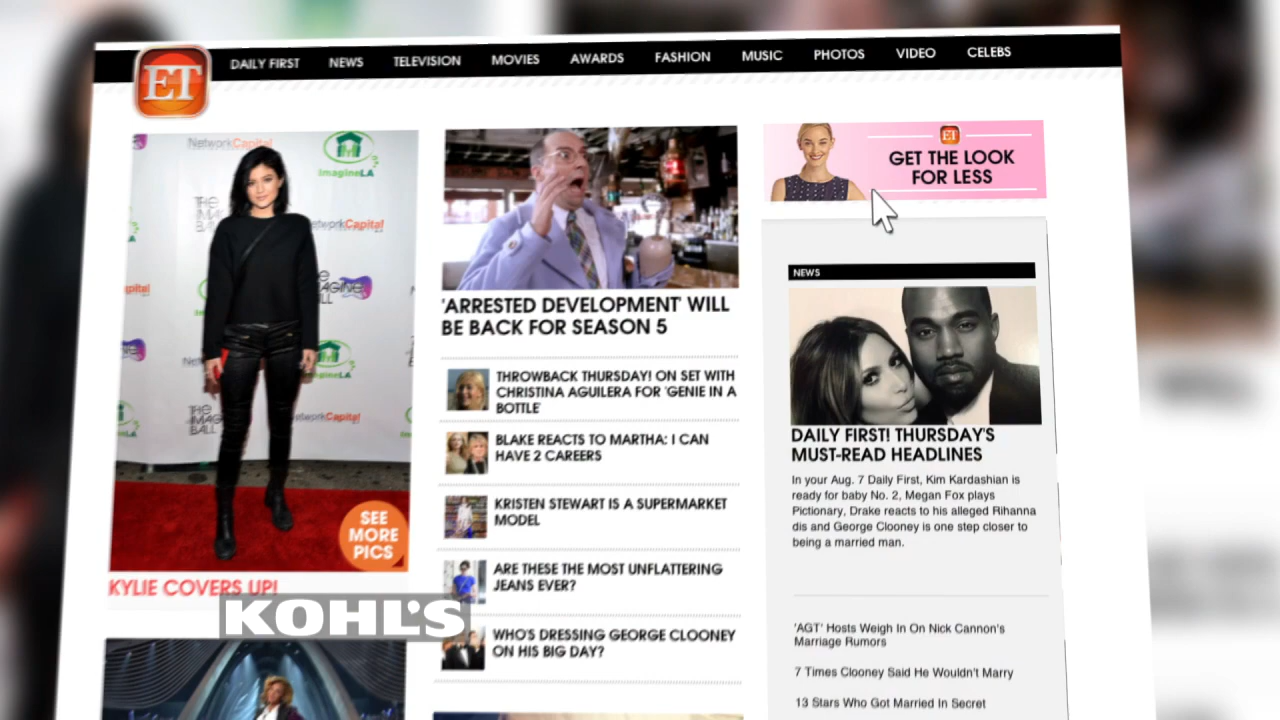 ET
DAILY FIRST NEWS TELEVISION MOVIES AWARDS FASHION MUSIC PHOTOS VIDEO CELEBS
NetworkCapital
ImagineLA
NetworkCapital
SEE
MORE
PICS
KYLIE COVERS UP!
KOHL'S
'ARRESTED DEVELOPMENT' WILL
BE BACK FOR SEASON 5
THROWBACK THURSDAY! ON SET WITH
CHRISTINA AGUILERA FOR 'GENIE IN A
BOTTLE'
BLAKE REACTS TO MARTHA: I CAN
HAVE 2 CAREERS
KRISTEN STEWART IS A SUPERMARKET
MODEL
ARE THESE THE MOST UNFLATTERING
JEANS EVER?
WHO'S DRESSING GEORGE CLOONEY
ON HIS BIG DAY?
ET
GET THE LOOK
FOR LESS
NEWS
DAILY FIRST! THURSDAY'S
MUST-READ HEADLINES
In your Aug. 7 Daily First, Kim Kardashian is
ready for baby No. 2, Megan Fox plays
Pictionary, Drake reacts to his alleged Rihanna
dis and George Clooney is one step closer to
being a married man.
'AGT' Hosts Weigh In On Nick Cannon's
Marriage Rumors
7 Times Clooney Said He Wouldn't Marry
13 Stars Who Got Married In Secret